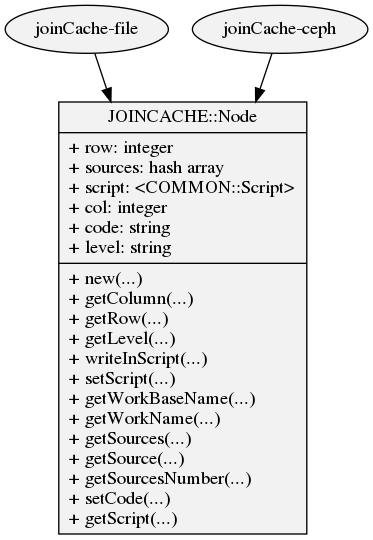 joinCache-file
joinCache-ceph
JOINCACHE::Node
+ row: integer
+ sources: hash array
+ script: <COMMON::Script>
+ col: integer
+ code: string
+ level: string
+ new(...)
+ getColumn(...)
+ getRow(...)
+ getLevel(...)
+ writeInScript(...)
+ setScript(...)
+ getWorkBaseName(...)
+ getWorkName(...)
+ getSources(...)
+ getSource(...)
+ getSourcesNumber(...)
+ setCode(...)
+ getScript(...)